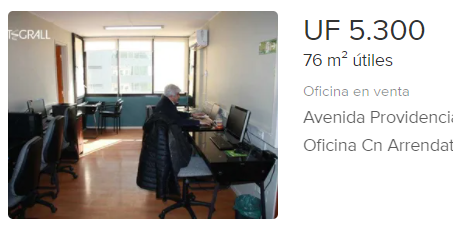 UF 5.300
76 m² útiles
Oficina en venta
Avenida Providencia
Oficina Cn Arrendat